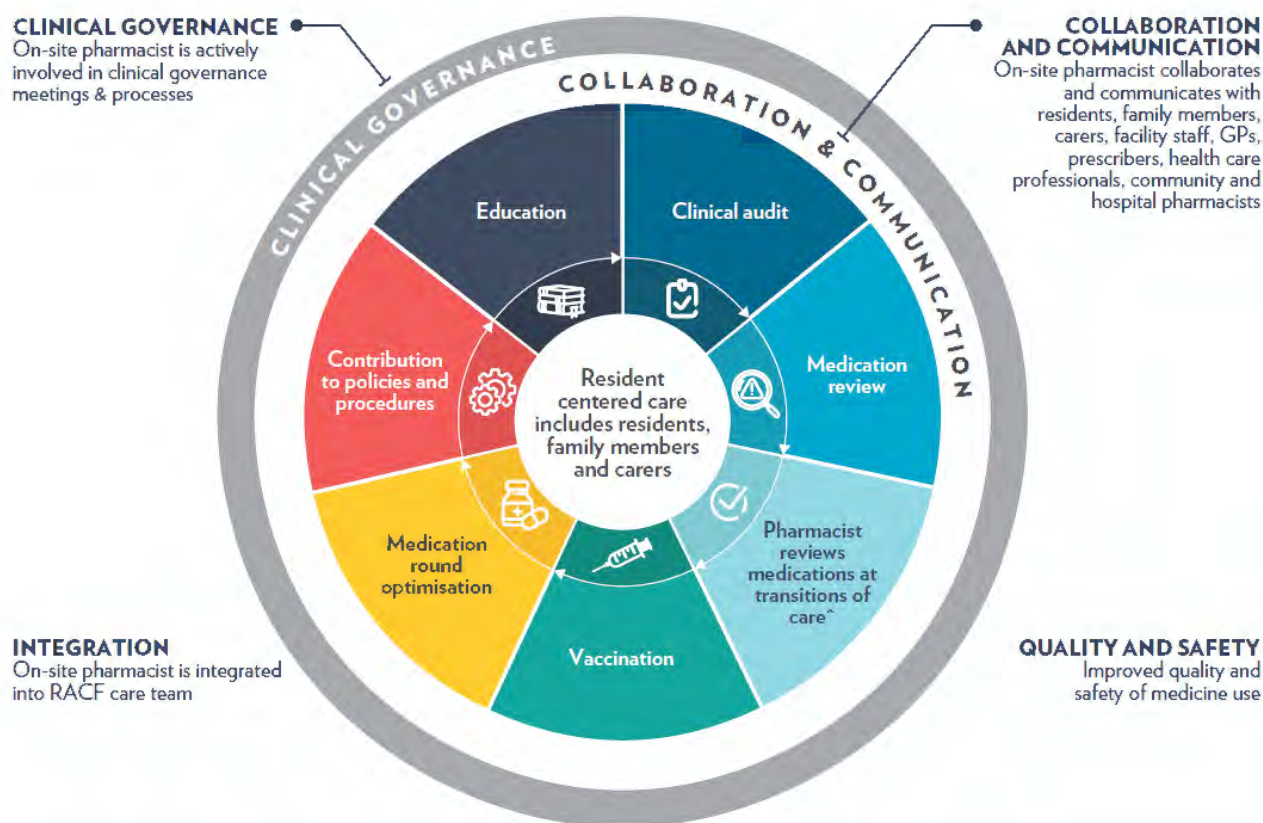 CLINICAL GOVERNANCE
On-site pharmacist is actively
involved in clinical governance
meetings & processes
COLLABORATION
AND COMMUNICATION
On-site pharmacist collaborates
and communicates with
residents, family members,
carers, facility staff, GPs,
prescribers, health care
professionals, community and
hospital pharmacists
CLINICAL GOVERNANCE
COLLABORATION & COMMUNICATION
Education
Clinical audit
Contribution
to policies and
procedures
Medication
review
Resident
centered care
includes residents,
family members
and carers
Medication
round
optimisation
Pharmacist
reviews
medications at
transitions of
care^
Vaccination
INTEGRATION
On-site pharmacist is integrated
into RACF care team
QUALITY AND SAFETY
Improved quality and
safety of medicine use